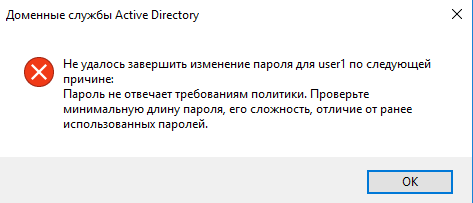 Доменные службы Active Directory
Не удалось завершить изменение пароля для user1 по следующей
причине:
Пароль не отвечает требованиям политики. Проверьте
минимальную длину пароля, его сложность, отличие от ранее
использованных паролей.
OK